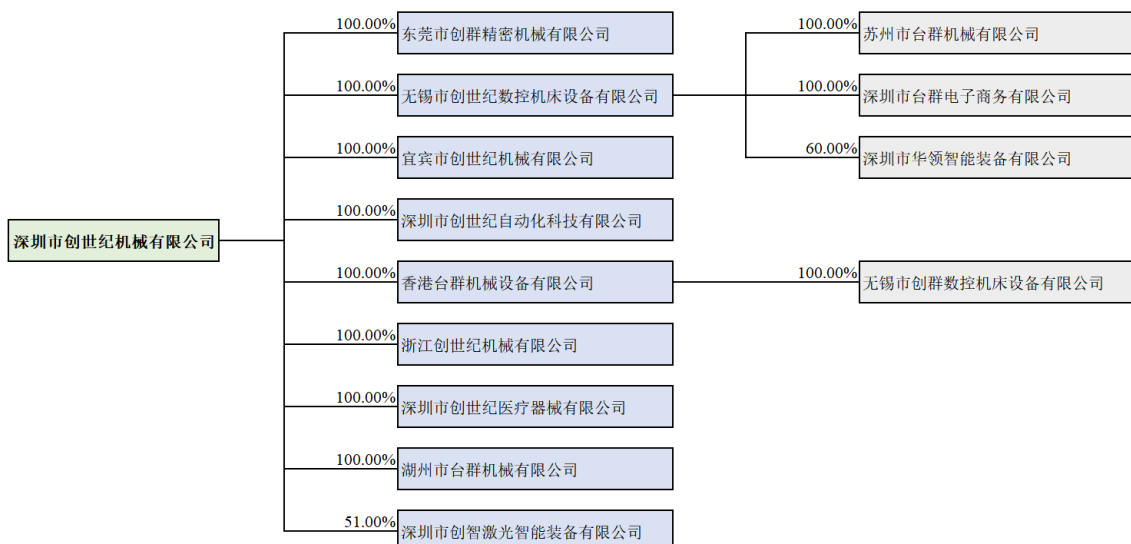 100.00%
东莞市创群精密机械有限公司
100.00%
苏州市台群机械有限公司
100.00%
无锡市创世纪数控机床设备有限公司
100.00%
深圳市台群电子商务有限公司
100.00%
宜宾市创世纪机械有限公司
60.00%
深圳市华领智能装备有限公司
100.00%
深圳市创世纪自动化科技有限公司
深圳市创世纪机械有限公司
100.00%
香港台群机械设备有限公司
100.00%
无锡市创群数控机床设备有限公司
100.00%
浙江创世纪机械有限公司
100.00%
深圳市创世纪医疗器械有限公司
100.00%
湖州市台群机械有限公司
51.00%
深圳市创智激光智能装备有限公司